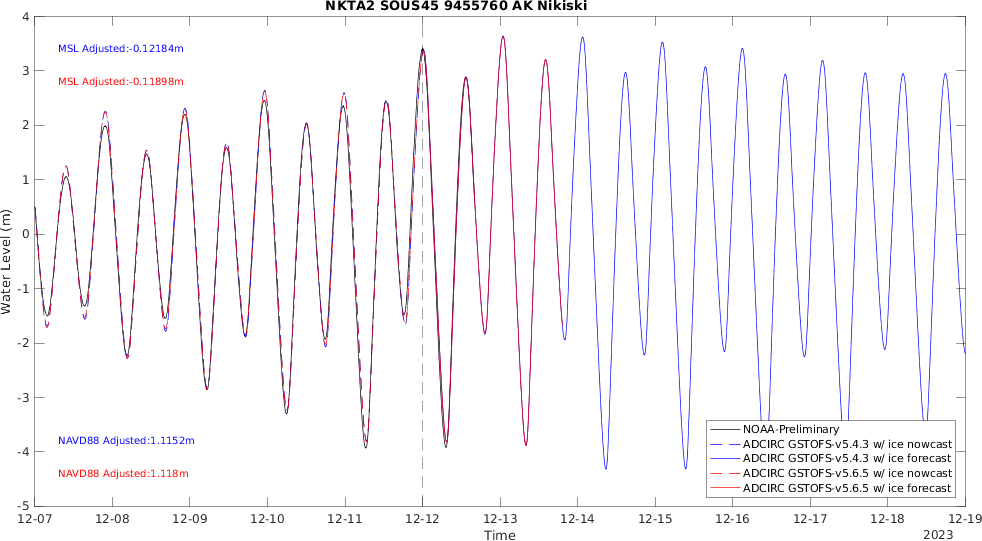 NKTA2 SOUS45 9455760 AK Nikiski
4
3
2
1
0
-1
-2
-3
-4
-5
Water Level (m)
MSL Adjusted:-0.12184m
MSL Adjusted:-0.11898m
NAVD88 Adjusted:1.1152m
NAVD88 Adjusted:1.118m
NOAA-Preliminary
ADCIRC GSTOFS-v5.4.3 w/ ice nowcast
ADCIRC GSTOFS-v5.4.3 w/ ice forecast
ADCIRC GSTOFS-v5.6.5 w/ ice nowcast
ADCIRC GSTOFS-v5.6.5 w/ ice forecast
12-07 12-08 12-09 12-10 12-11 12-12 12-13 12-14 12-15 12-16 12-17 12-18 12-19
Time
2023